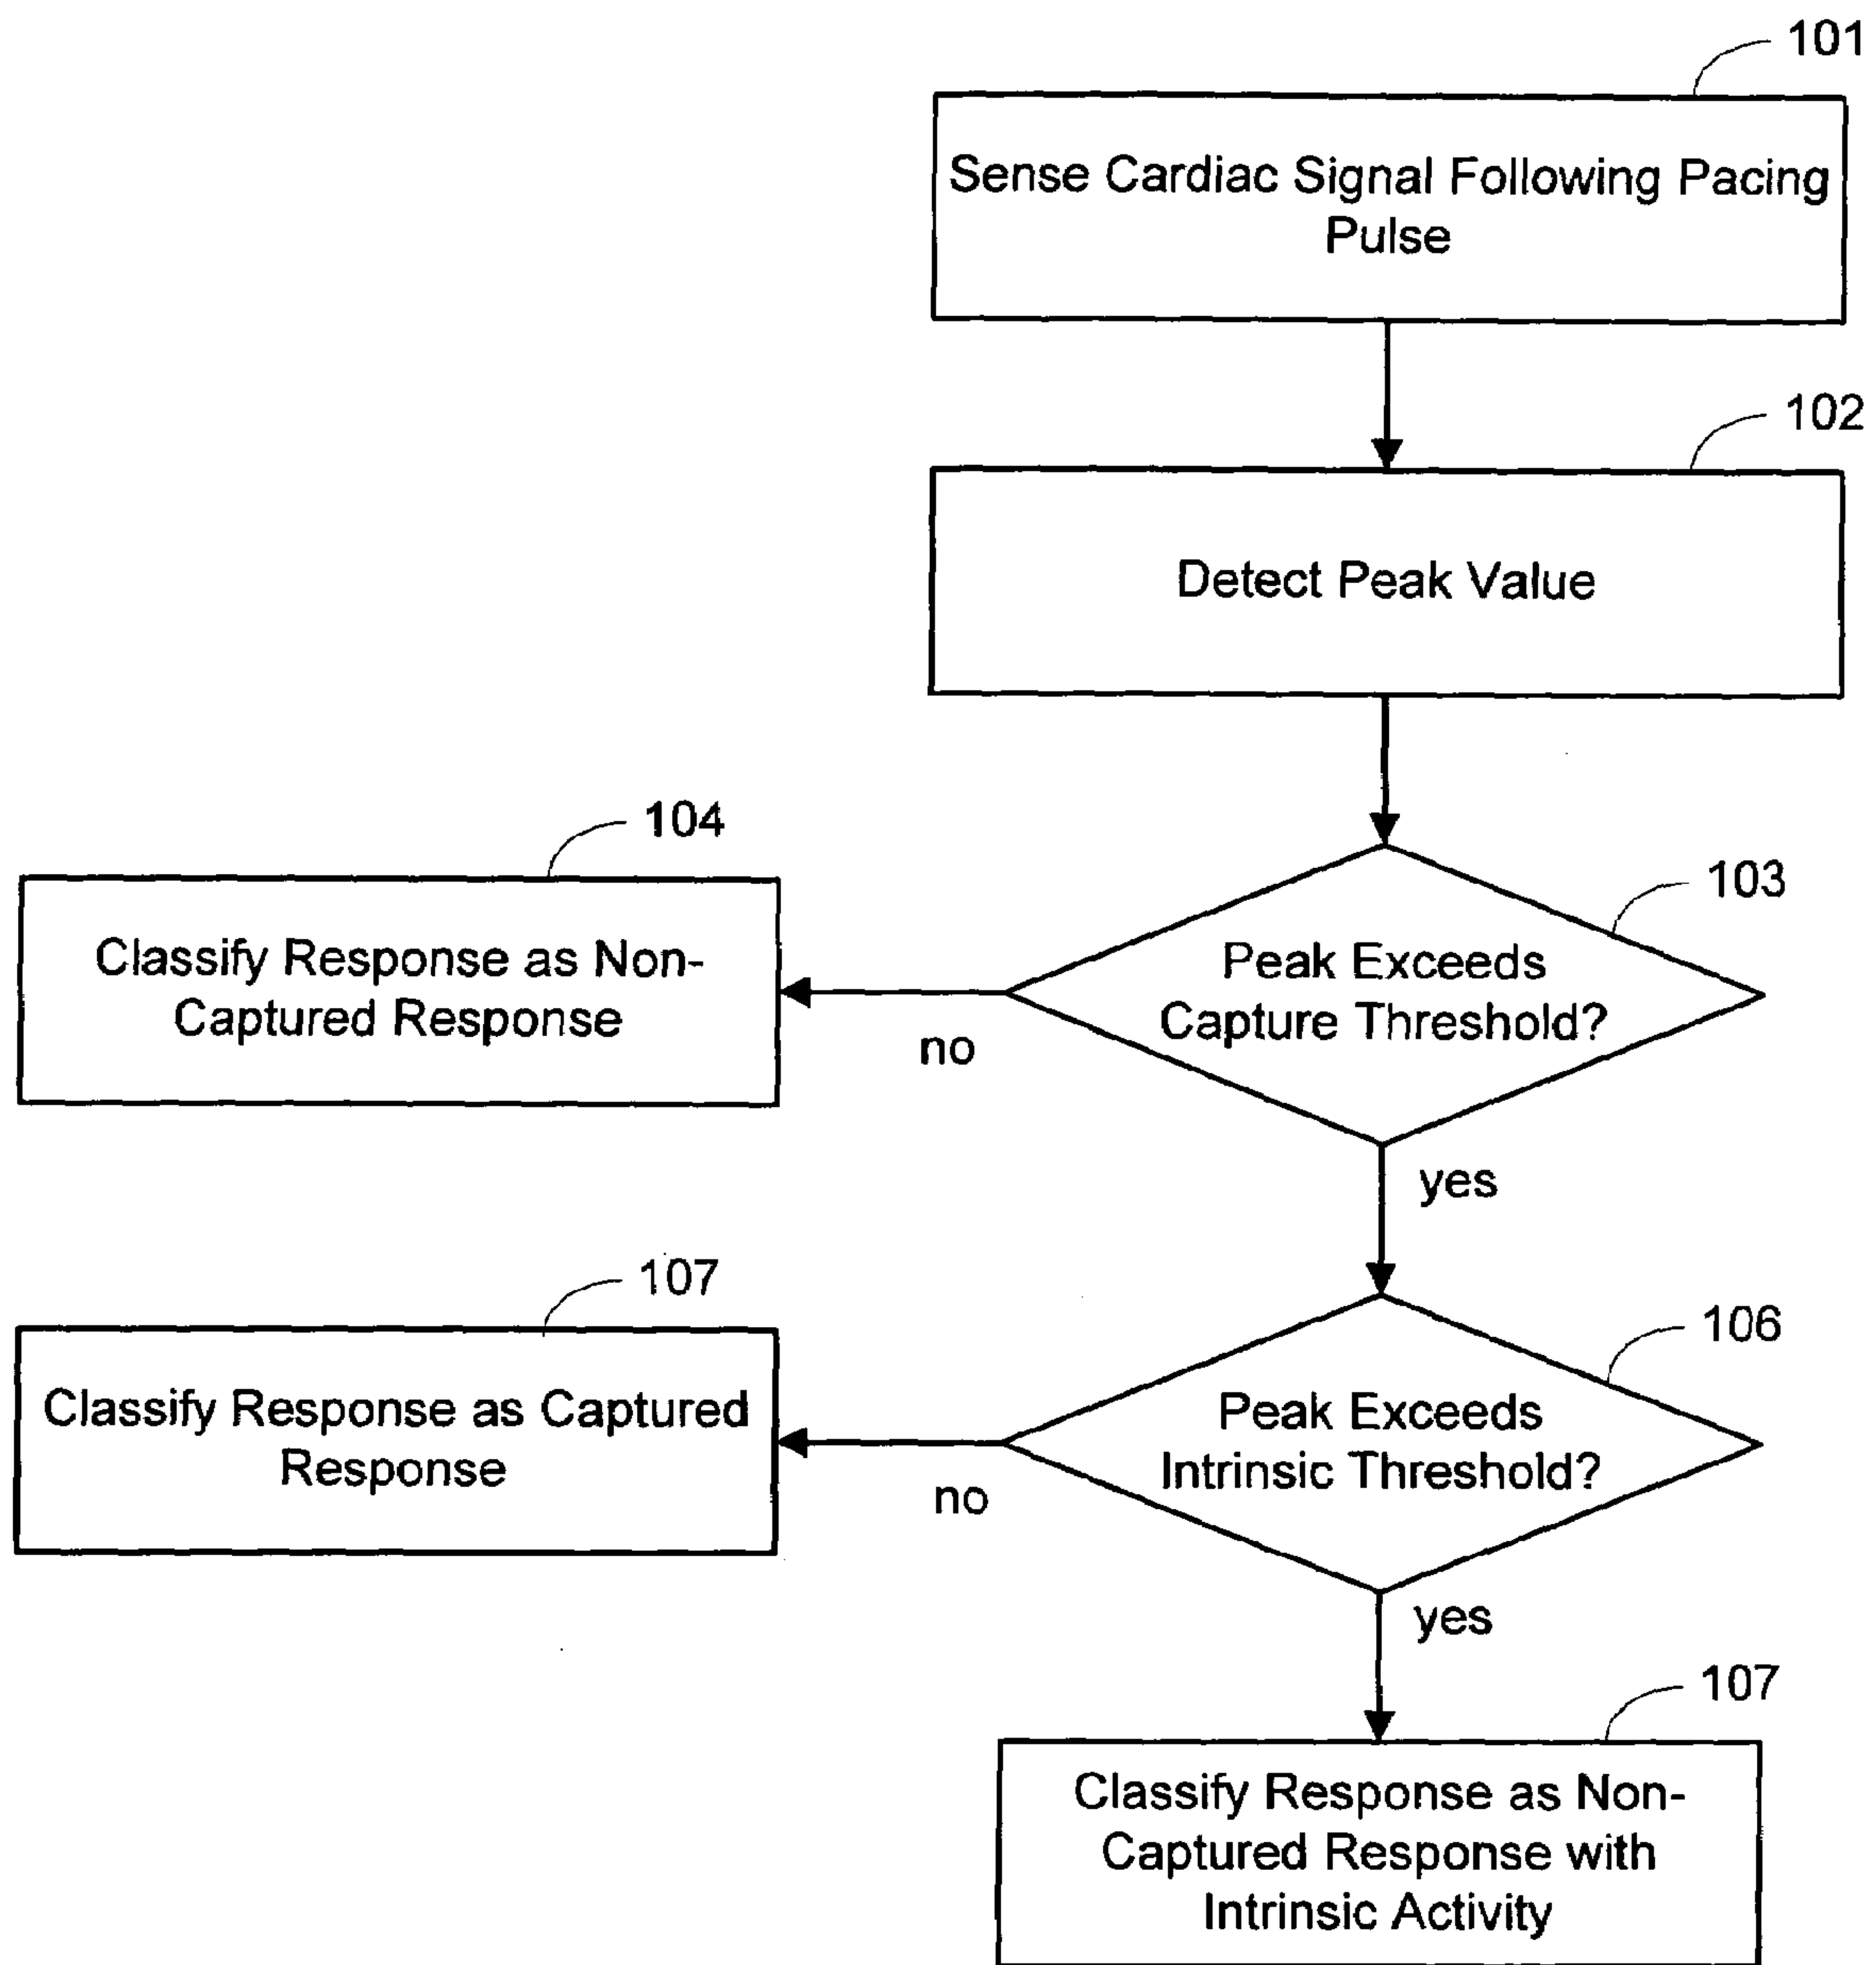 101
Sense Cardiac Signal Following Pacing
Pulse
102
Detect Peak Value
104
Classify Response as Non-
Captured Response
103
Peak Exceeds
Capture Threshold?
no
yes
107
Classify Response as Captured
Response
106
Peak Exceeds
Intrinsic Threshold?
no
yes
107
Classify Response as Non-
Captured Response with
Intrinsic Activity